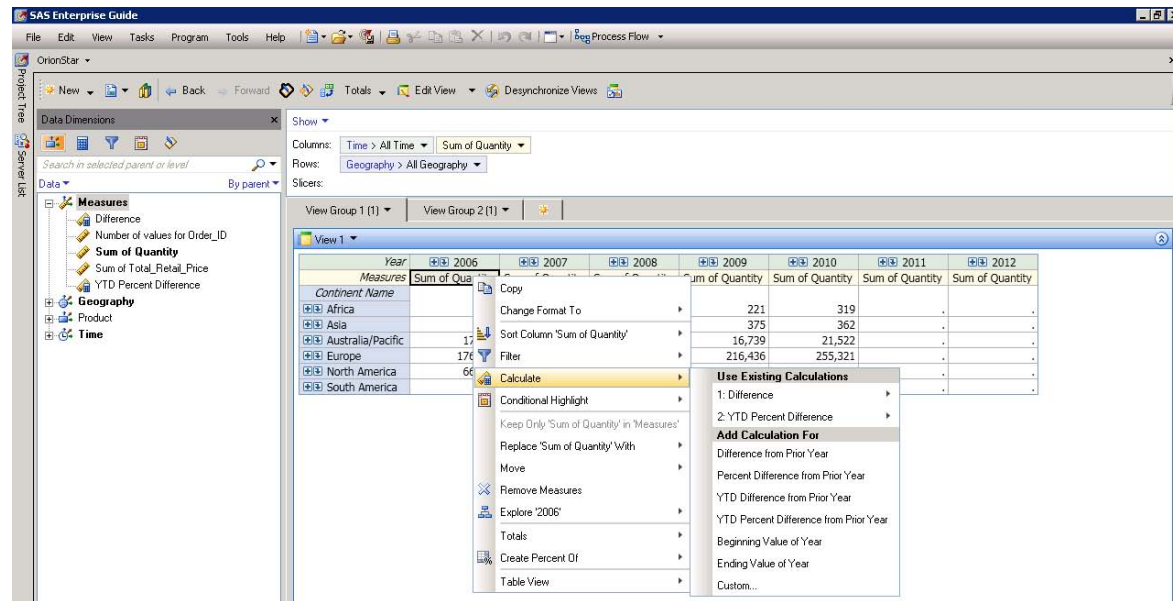 SAS Enterprise Guide
File Edit View Tasks Program Tools Help Process Flow
OrionStar
Project Tree
Server List
New Back Forward Totals Edit View Desynchronize Views
Data Dimensions
Search in selected parent or level
Data By parent
Measures
Difference
Number of values for Order_ID
Sum of Quantity
Sum of Total_Retail_Price
YTD Percent Difference
Geography
Product
Time
Show
Columns: Time > All Time Sum of Quantity
Rows: Geography > All Geography
Slicers:
View Group 1 (1) View Group 2 (1)
View 1
Year 2006 2007 2008 2009 2010 2011 2012
Measures Sum of Quantity Sum of Quantity Sum of Quantity Sum of Quantity Sum of Quantity
Continent Name
Africa 221 319 . .
Asia 375 362 . .
Australia/Pacific 17 16,739 21,522 . .
Europe 176 216,436 255,321 . .
North America 66
South America
Copy
Change Format To
Sort Column 'Sum of Quantity'
Filter
Calculate
Conditional Highlight
Keep Only 'Sum of Quantity' in 'Measures'
Replace 'Sum of Quantity' With
Move
Remove Measures
Explore '2006'
Totals
Create Percent Of
Table View
Use Existing Calculations
1: Difference
2: YTD Percent Difference
Add Calculation For
Difference from Prior Year
Percent Difference from Prior Year
YTD Difference from Prior Year
YTD Percent Difference from Prior Year
Beginning Value of Year
Ending Value of Year
Custom...